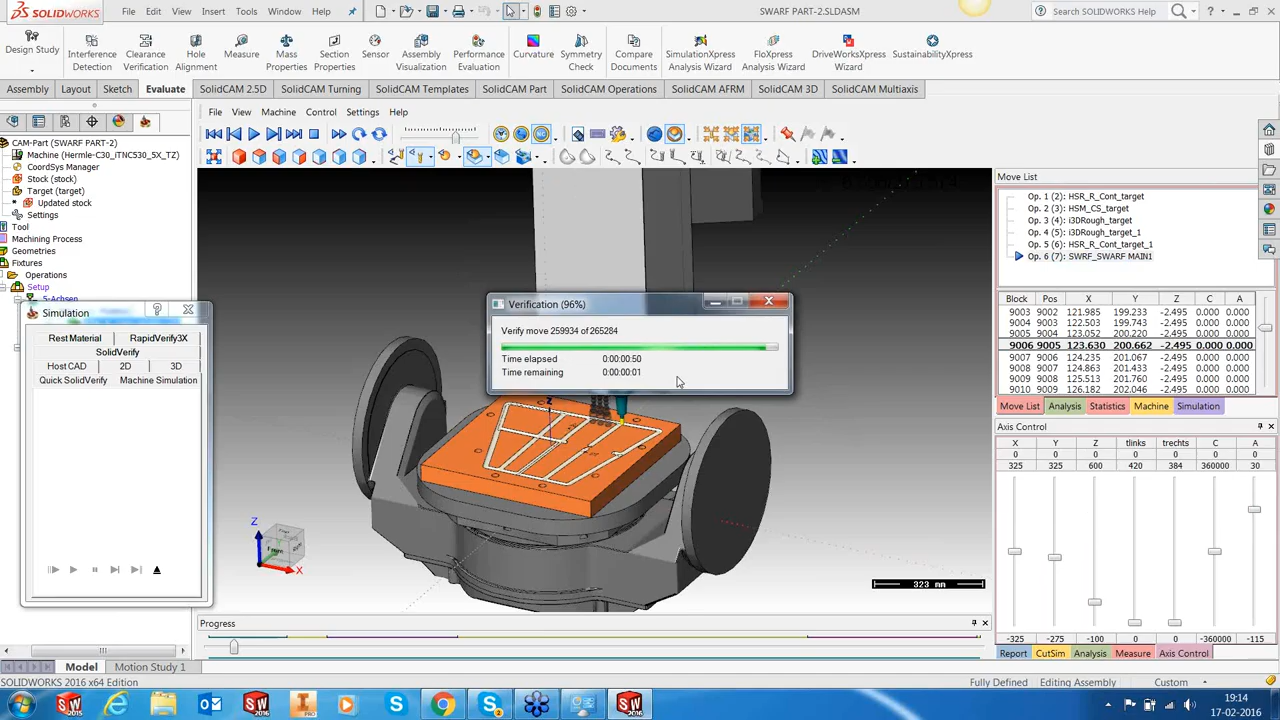 SOLIDWORKS File Edit View Insert Tools Window Help SWARF PART-2.SLDASM Search SOLIDWORKS Help
Design Study
Interference Detection
Clearance Verification
Hole Alignment
Measure
Mass Properties
Section Properties
Sensor
Assembly Visualization
Performance Evaluation
Curvature
Symmetry Check
Compare Documents
SimulationXpress Analysis Wizard
FloXpress Analysis Wizard
DriveWorksXpress Wizard
SustainabilityXpress
Assembly Layout Sketch Evaluate SolidCAM 2.5D SolidCAM Turning SolidCAM Templates SolidCAM Part SolidCAM Operations SolidCAM AFRM SolidCAM 3D SolidCAM Multiaxis
File View Machine Control Settings Help
CAM-Part (SWARF PART-2)
Machine (Hermle-C30_iTNC530_5X_TZ)
CoordSys Manager
Stock (stock)
Target (target)
Updated stock
Settings
Tool
Machining Process
Geometries
Fixtures
Operations
Setup
5-Achsen
Simulation
Rest Material RapidVerify3X
SolidVerify
Host CAD 2D 3D
Quick SolidVerify Machine Simulation
Verification (96%)
Verify move 259934 of 265284
Time elapsed 0:00:00:50
Time remaining 0:00:00:01
Z
Z
X
323 mm
Move List
Op. 1 (2): HSR_R_Cont_target
Op. 2 (3): HSM_CS_target
Op. 3 (4): i3DRough_target
Op. 4 (5): i3DRough_target_1
Op. 5 (6): HSR_R_Cont_target_1
Op. 6 (7): SWRF_SWARF MAIN1
Block Pos X Y Z C A
9003 9002 121.985 199.338 -2.495 0.000 0.000
9004 9003 122.503 199.743 -2.495 0.000 0.000
9005 9004 123.052 200.220 -2.495 0.000 0.000
9006 9005 123.630 200.662 -2.495 0.000 0.000
9007 9006 124.235 201.067 -2.495 0.000 0.000
9008 9007 124.863 201.433 -2.495 0.000 0.000
9009 9008 125.513 201.760 -2.495 0.000 0.000
9010 9009 126.182 202.046 -2.495 0.000 0.000
Move List Analysis Statistics Machine Simulation
Axis Control
X Y Z tlinks trechts C A
0 0 0 0 0 0 0
325 325 600 420 384 360000 30
-325 -275 -100 0 0 -360000 -115
Report CutSim Analysis Measure Axis Control
Progress
Model Motion Study 1
SOLIDWORKS 2016 x64 Edition Fully Defined Editing Assembly Custom
19:14
17-02-2016